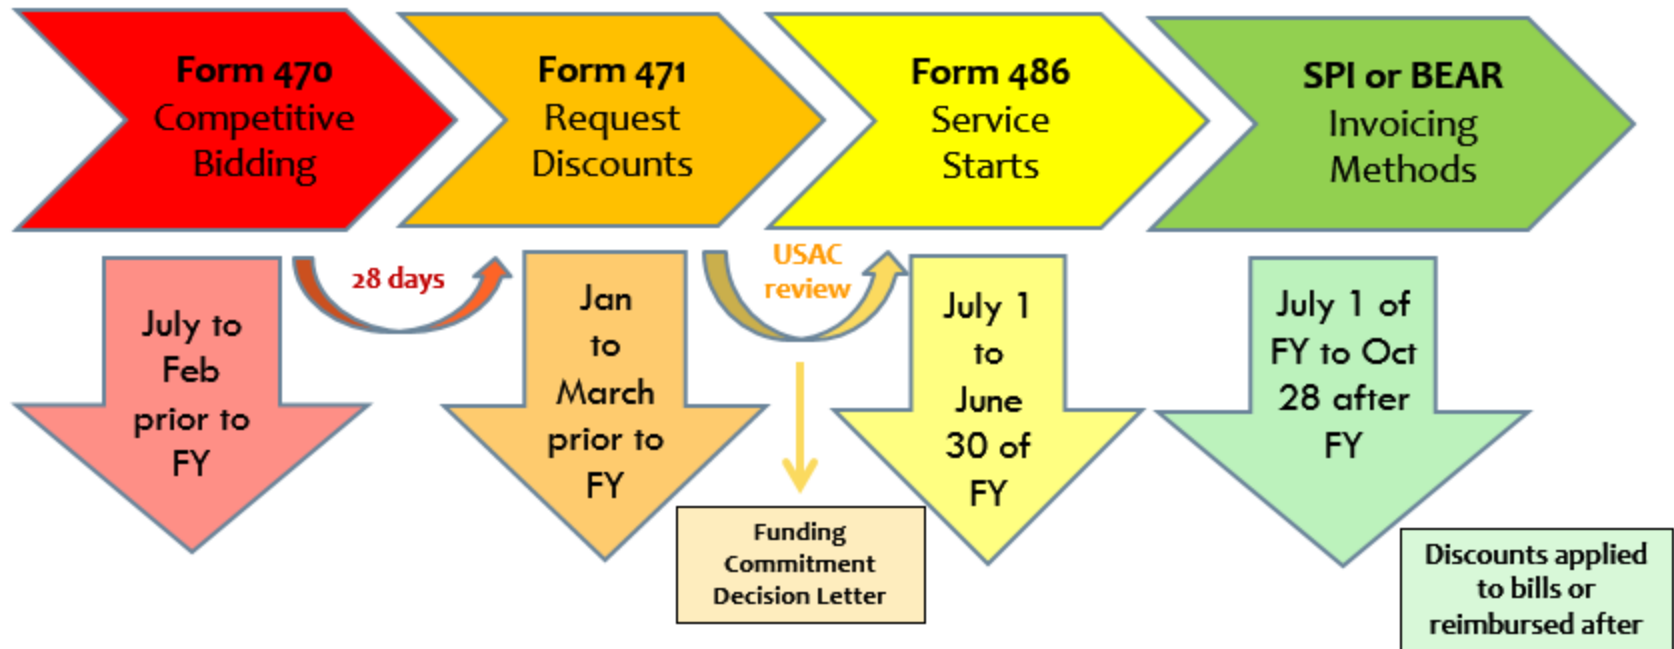 Form 470
Competitive
Bidding
Form 471
Request
Discounts
Form 486
Service
Starts
SPI or BEAR
Invoicing
Methods
July to
Feb
prior to
FY
28 days
Jan
to
March
prior to
FY
USAC
review
Funding
Commitment
Decision Letter
July 1
to
June
30 of
FY
July 1 of
FY to Oct
28 after
FY
Discounts applied
to bills or
reimbursed after